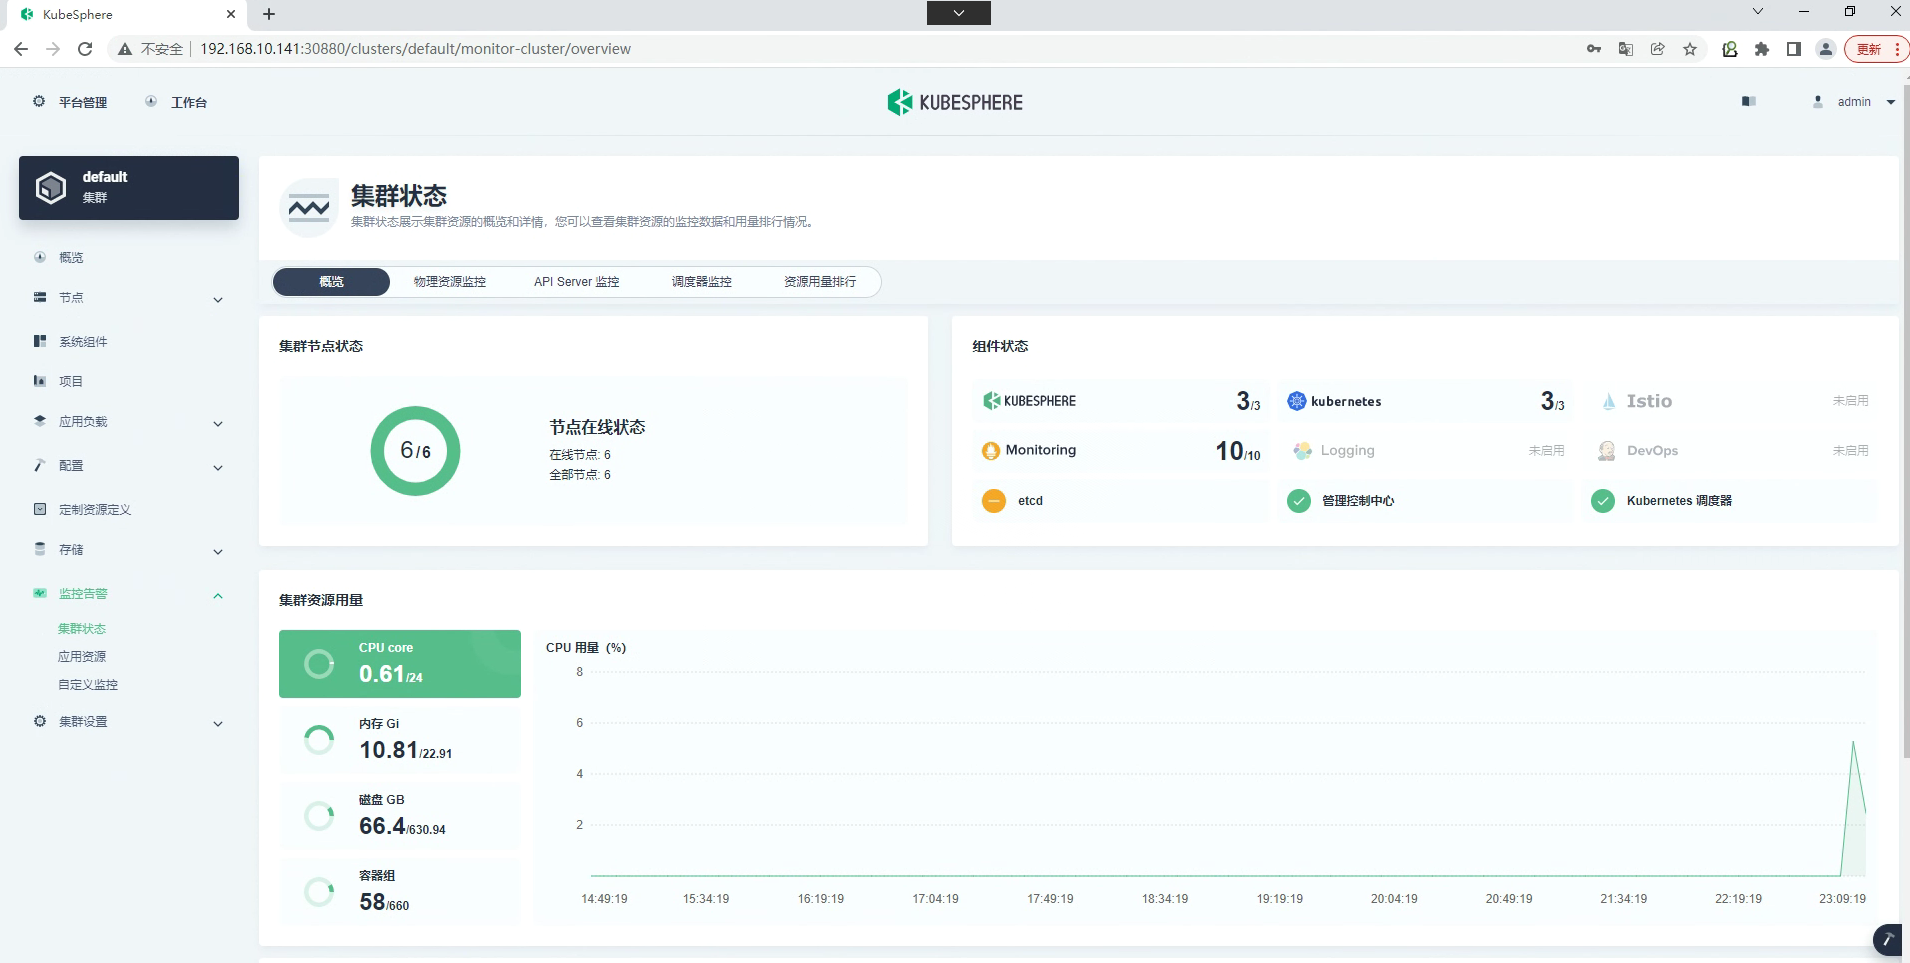 KubeSphere
不安全
192.168.10.141:30880/clusters/default/monitor-cluster/overview
更新
平台管理
工作台
KUBESPHERE
admin
default
集群
概览
节点
系统组件
项目
应用负载
配置
定制资源定义
存储
监控告警
集群状态
应用资源
自定义监控
集群设置
集群状态
集群状态展示集群资源的概览和详情，您可以查看集群资源的监控数据和用量排行情况。
概览
物理资源监控
API Server 监控
调度器监控
资源用量排行
集群节点状态
6/6
节点在线状态
在线节点: 6
全部节点: 6
组件状态
KUBESPHERE
3/3
kubernetes
3/3
Istio
未启用
Monitoring
10/10
Logging
未启用
DevOps
未启用
etcd
管理控制中心
Kubernetes 调度器
集群资源用量
CPU core
0.61/24
内存 Gi
10.81/22.91
磁盘 GB
66.4/630.94
容器组
58/660
CPU 用量 (%)
8
6
4
2
14:49:19
15:34:19
16:19:19
17:04:19
17:49:19
18:34:19
19:19:19
20:04:19
20:49:19
21:34:19
22:19:19
23:09:19